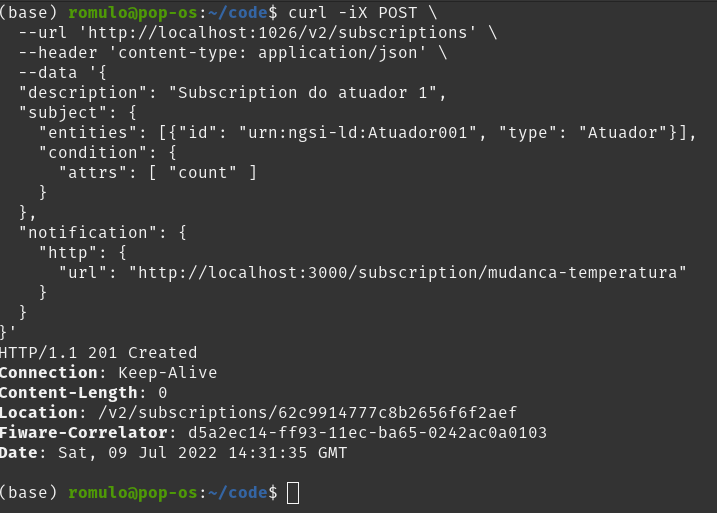 (base) romulo@pop-os:~/code$ curl -iX POST \
  --url 'http://localhost:1026/v2/subscriptions' \
  --header 'content-type: application/json' \
  --data '{
  "description": "Subscription do atuador 1",
  "subject": {
    "entities": [{"id": "urn:ngsi-ld:Atuador001", "type": "Atuador"}],
    "condition": {
      "attrs": [ "count" ]
    }
  },
  "notification": {
    "http": {
      "url": "http://localhost:3000/subscription/mudanca-temperatura"
    }
  }
}'
HTTP/1.1 201 Created
Connection: Keep-Alive
Content-Length: 0
Location: /v2/subscriptions/62c9914777c8b2656f6f2aef
Fiware-Correlator: d5a2ec14-ff93-11ec-ba65-0242ac0a0103
Date: Sat, 09 Jul 2022 14:31:35 GMT

(base) romulo@pop-os:~/code$